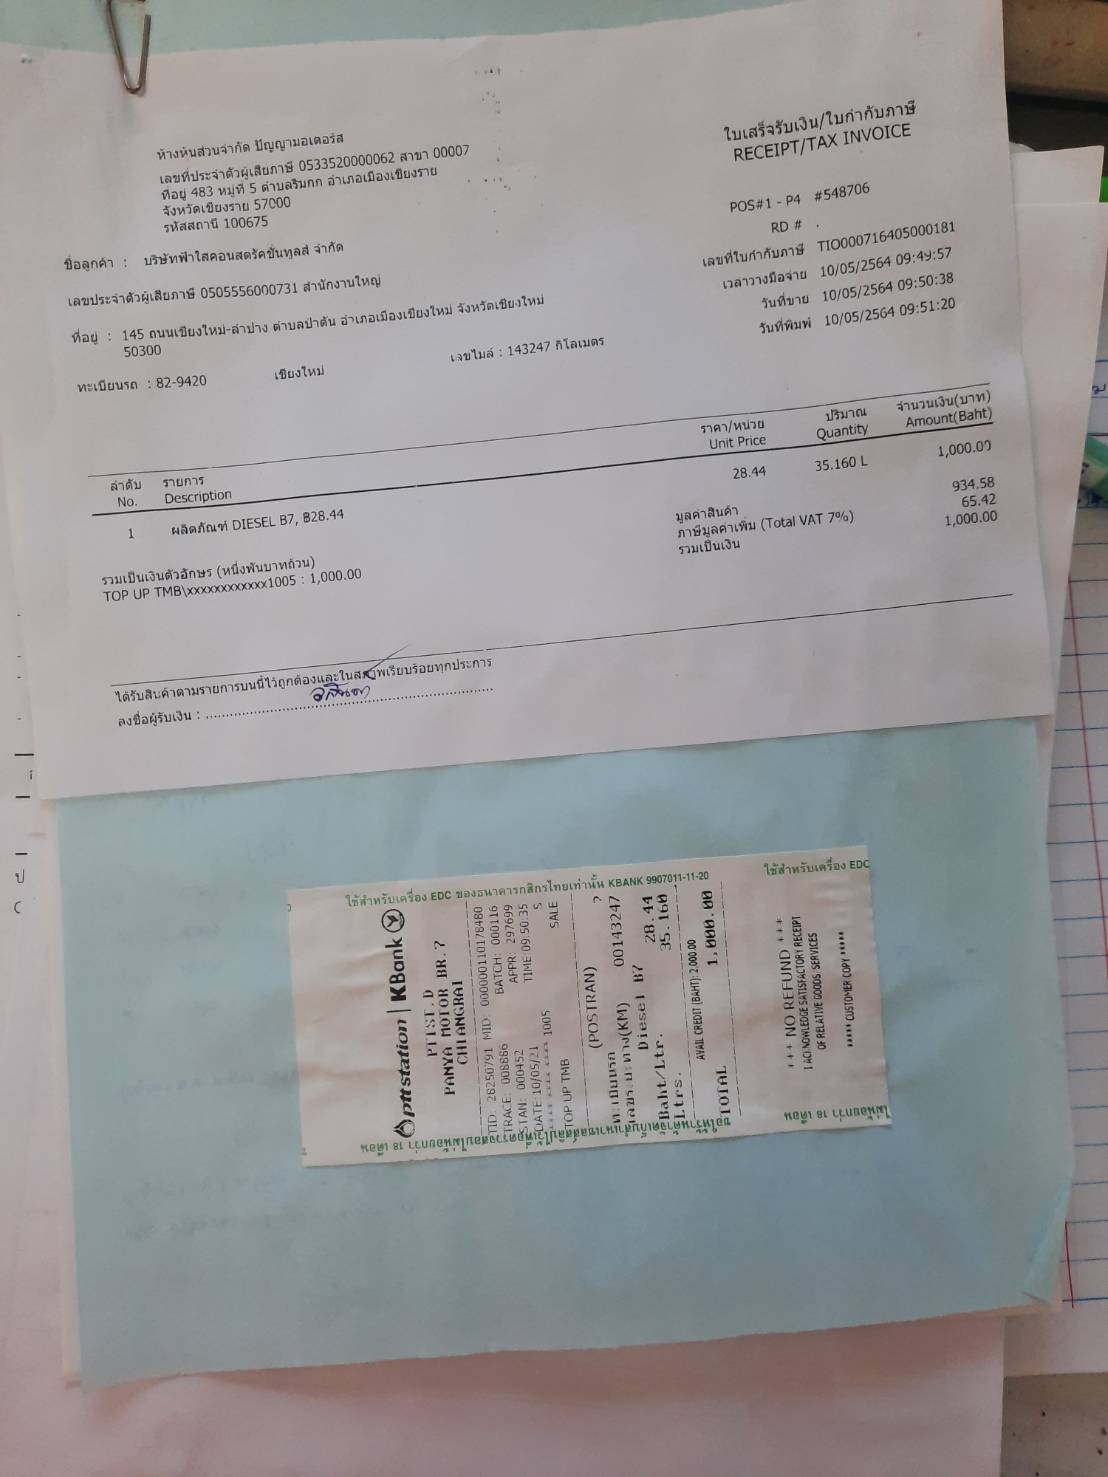 ห้างหุ้นส่วนจำกัด ปัญญามอเตอร์ส
เลขที่ประจำตัวผู้เสียภาษี 0533520000062 สาขา 00007
ที่อยู่ 483 หมู่ที่ 5 ตำบลริมกก อำเภอเมืองเชียงราย
จังหวัดเชียงราย 57000
รหัสสถานี 100675
ใบเสร็จรับเงิน/ใบกำกับภาษี
RECEIPT/TAX INVOICE
POS#1 - P4 #548706
RD # .
เลขที่ใบกำกับภาษี TIO000716405000181
เวลาวางมือจ่าย 10/05/2564 09:49:57
วันที่ขาย 10/05/2564 09:50:38
วันที่พิมพ์ 10/05/2564 09:51:20
ชื่อลูกค้า : บริษัทฟ้าใสคอนสตรัคชั่นทูลส์ จำกัด
เลขประจำตัวผู้เสียภาษี 0505556000731 สำนักงานใหญ่
ที่อยู่ : 145 ถนนเชียงใหม่-ลำปาง ตำบลป่าตัน อำเภอเมืองเชียงใหม่ จังหวัดเชียงใหม่
50300
ทะเบียนรถ : 82-9420 เชียงใหม่ เลขไมล์ : 143247 กิโลเมตร
ลำดับ รายการ ราคา/หน่วย ปริมาณ จำนวนเงิน(บาท)
No. Description Unit Price Quantity Amount(Baht)
1 ผลิตภัณฑ์ DIESEL B7, ฿28.44 28.44 35.160 L 1,000.00
มูลค่าสินค้า 934.58
ภาษีมูลค่าเพิ่ม (Total VAT 7%) 65.42
รวมเป็นเงิน 1,000.00
รวมเป็นเงินตัวอักษร (หนึ่งพันบาทถ้วน)
TOP UP TMB\xxxxxxxxxxxx1005 : 1,000.00
ได้รับสินค้าตามรายการบนนี้ไว้ถูกต้องและในสภาพเรียบร้อยทุกประการ
ลงชื่อผู้รับเงิน :
ใช้สำหรับเครื่อง EDC ของธนาคารกสิกรไทยเท่านั้น KBANK 9907011-11-20
ใช้สำหรับเครื่อง EDC
pttstation | KBank
PTTST.D
PANYA MOTOR BR.7
CHIANGRAI
TID: 28250791 MID: 000000110178480
TRACE: 008886 BATCH: 000116
STAN: 000452 APPR: 297699
DATE:10/05/21 TIME:09:50:35
**** **** **** 1005 S
TOP UP TMB SALE
(POSTRAN)
ทะเบียนรถ ?
เลขระยะทาง(KM) 00143247
Diesel B7
Baht/Ltr. 28.44
Ltrs. 35.160
AVAIL CREDIT (BAHT): 2,000.00
TOTAL 1,000.00
+++ NO REFUND +++
I ACKNOWLEDGE SATISFACTORY RECEIPT
OF RELATIVE GOODS/SERVICES
***** CUSTOMER COPY *****
ไม่น้อยกว่า 18 เดือน